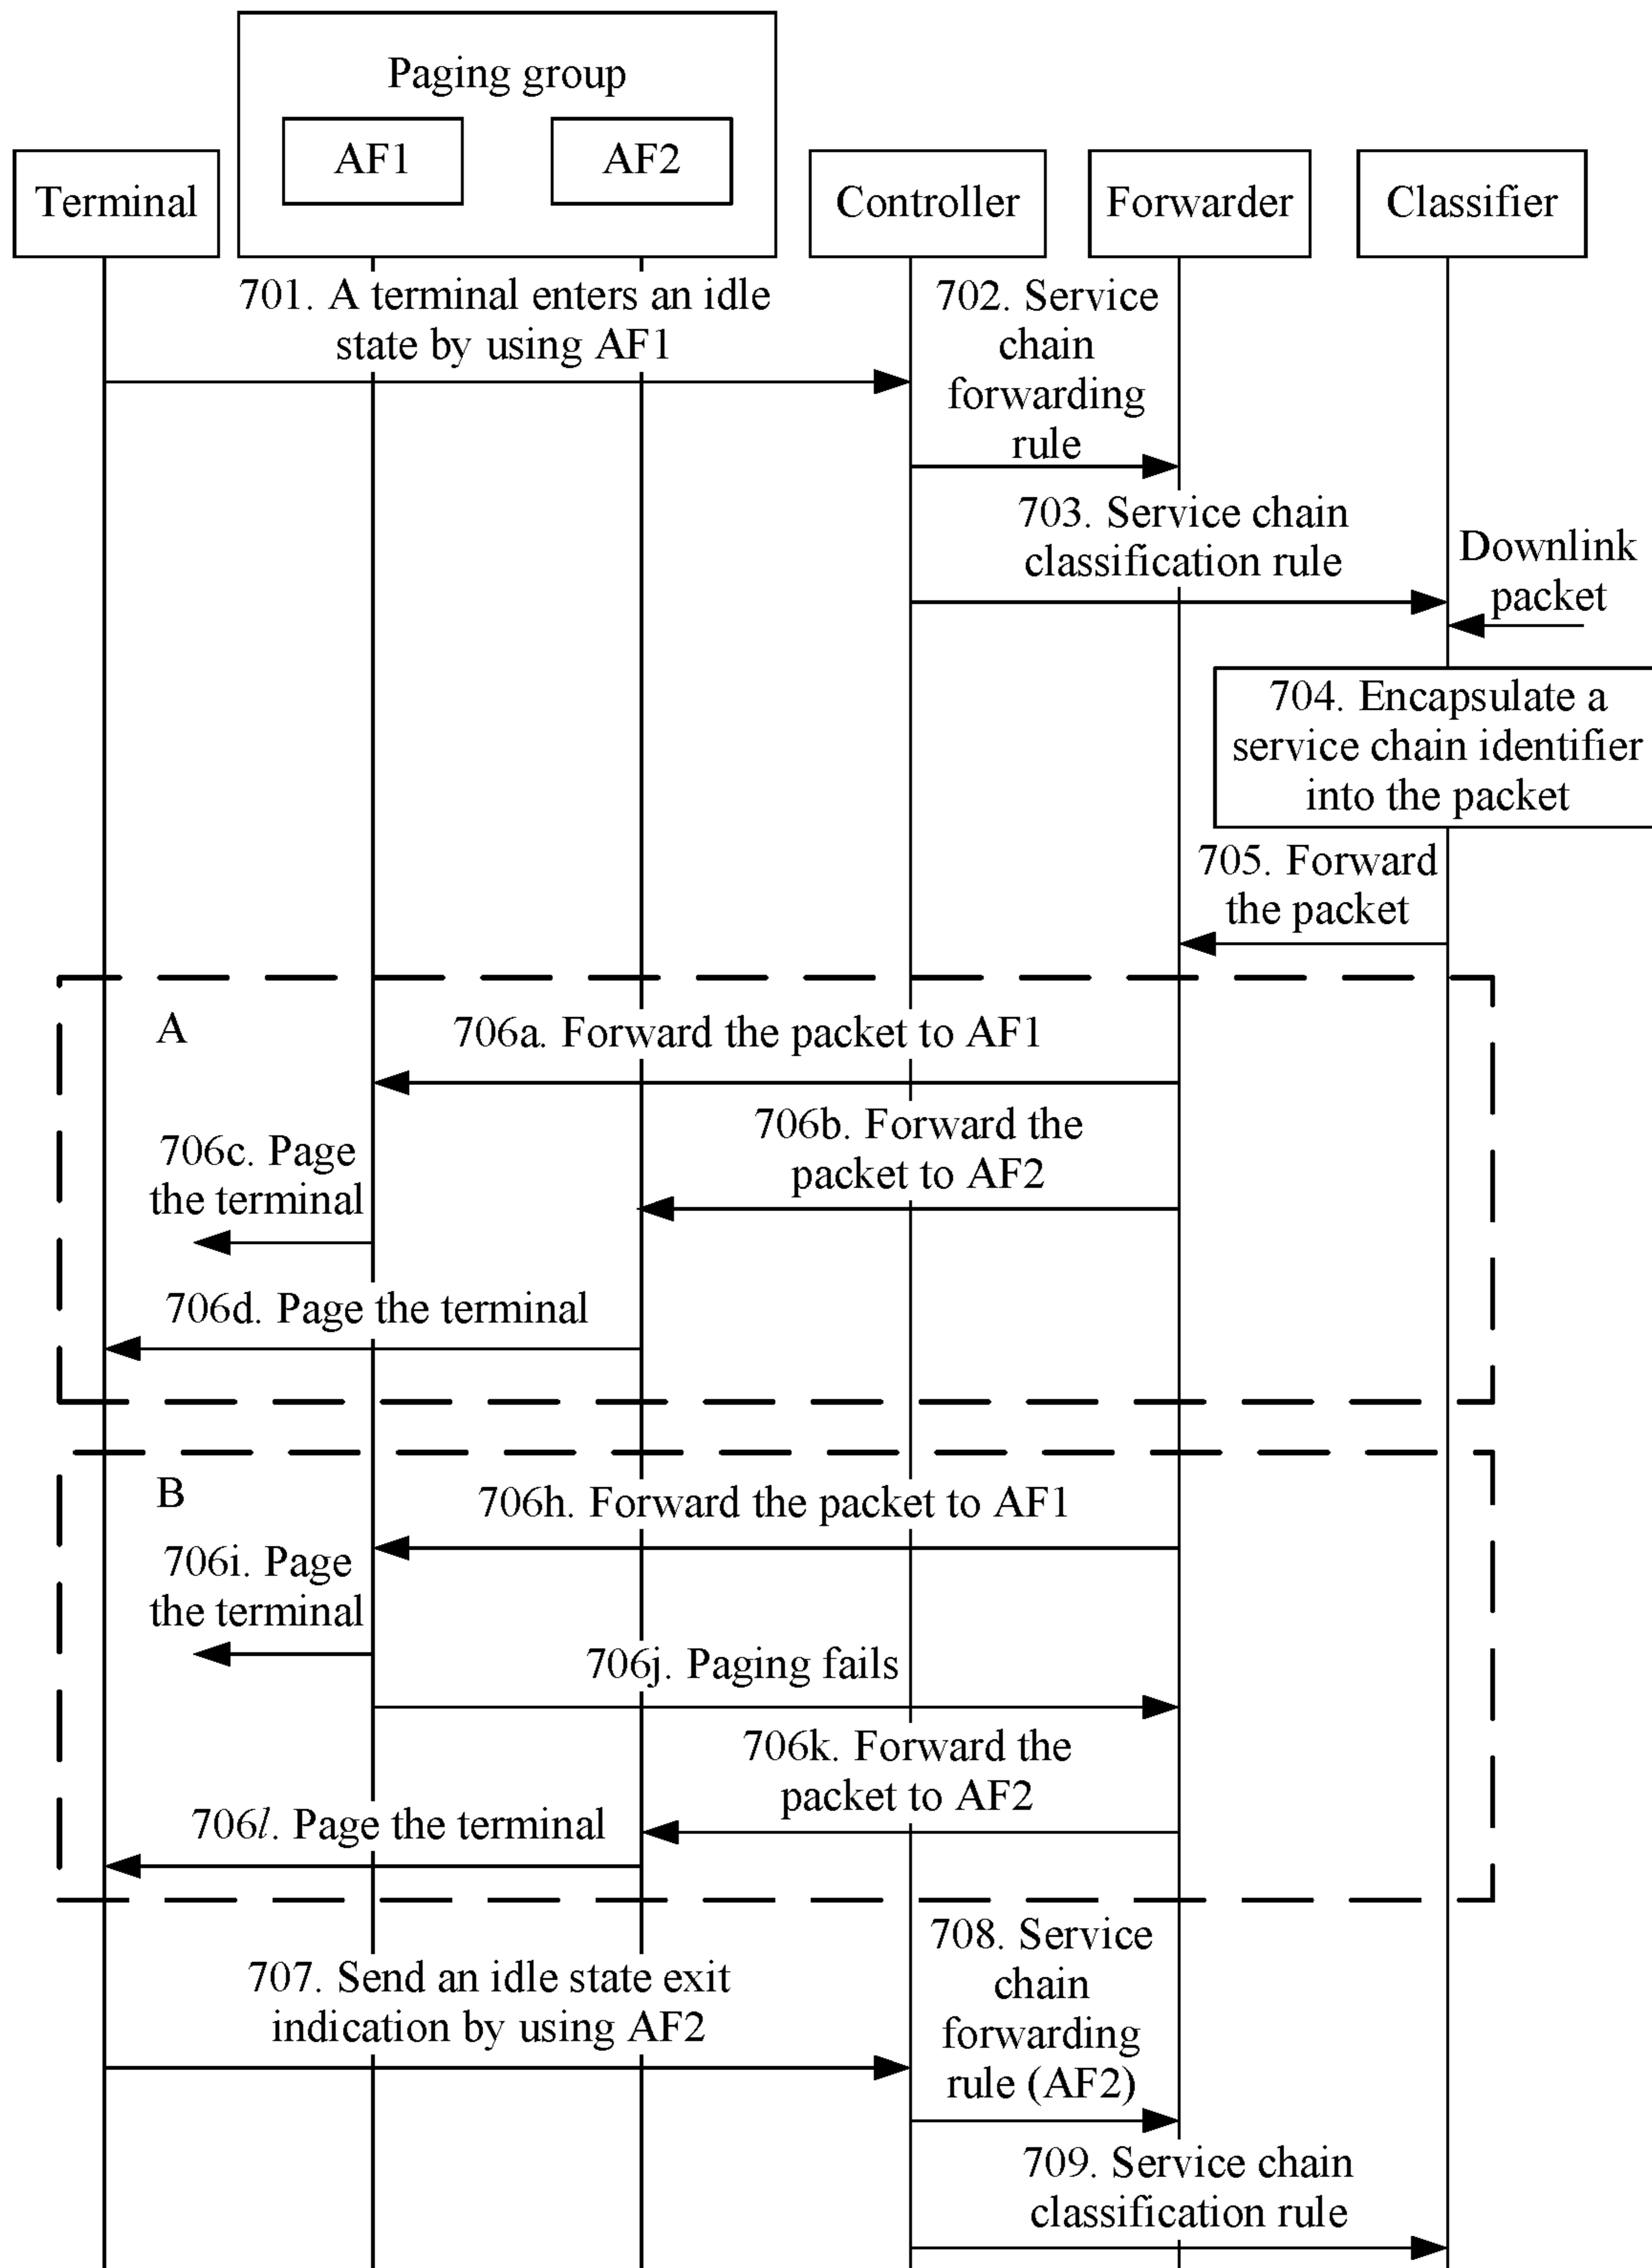 Paging group
AF1
AF2
Terminal
Controller
Forwarder
Classifier
701. A terminal enters an idle
state by using AF1
702. Service
chain
forwarding
rule
703. Service chain
classification rule
Downlink
packet
704. Encapsulate a
service chain identifier
into the packet
705. Forward
the packet
A
706a. Forward the packet to AF1
706b. Forward the
packet to AF2
706c. Page
the terminal
706d. Page the terminal
B
706h. Forward the packet to AF1
706i. Page
the terminal
706j. Paging fails
706k. Forward the
packet to AF2
706l. Page the terminal
707. Send an idle state exit
indication by using AF2
708. Service
chain
forwarding
rule (AF2)
709. Service chain
classification rule